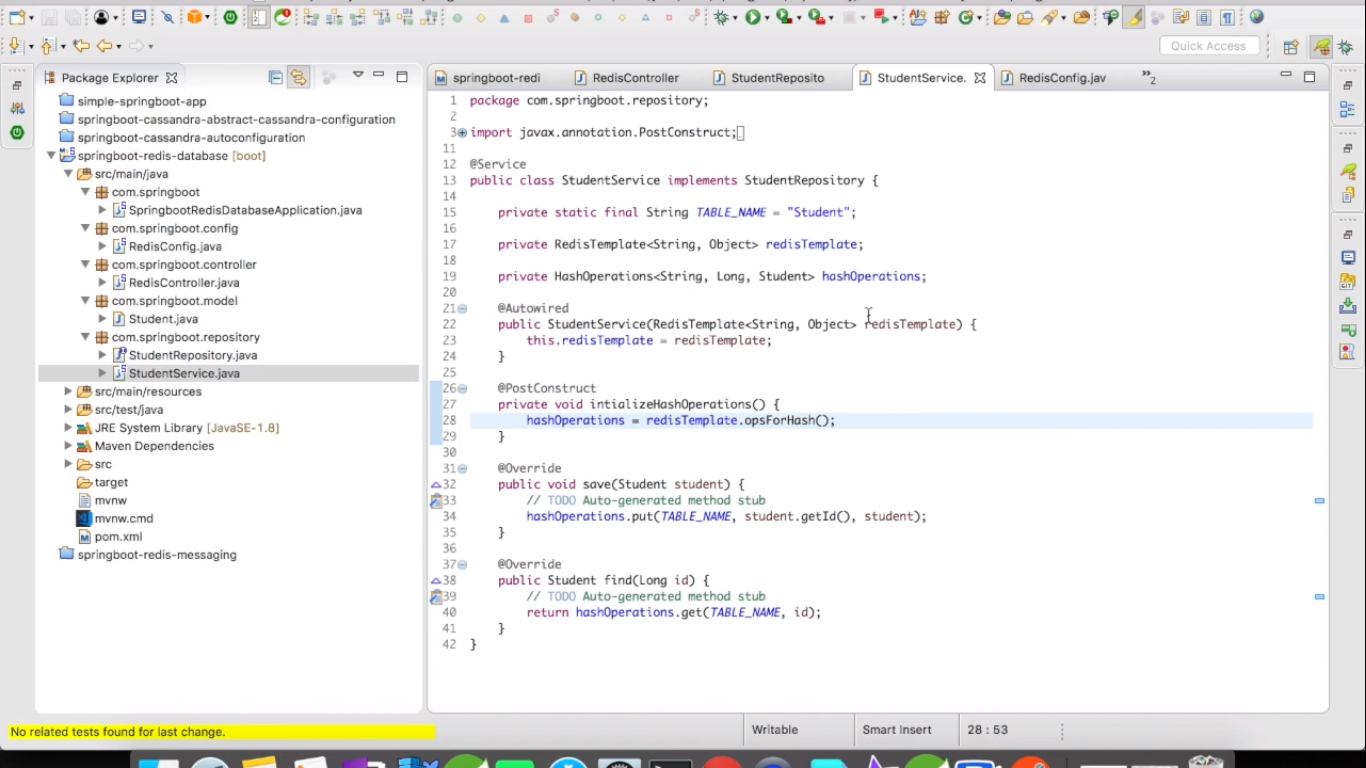 Quick Access
Package Explorer
simple-springboot-app
springboot-cassandra-abstract-cassandra-configuration
springboot-cassandra-autoconfiguration
springboot-redis-database [boot]
src/main/java
com.springboot
SpringbootRedisDatabaseApplication.java
com.springboot.config
RedisConfig.java
com.springboot.controller
RedisController.java
com.springboot.model
Student.java
com.springboot.repository
StudentRepository.java
StudentService.java
src/main/resources
src/test/java
JRE System Library [JavaSE-1.8]
Maven Dependencies
src
target
mvnw
mvnw.cmd
pom.xml
springboot-redis-messaging
springboot-redi RedisController StudentReposito StudentService. RedisConfig.jav »2
1 package com.springboot.repository;
2
3 import javax.annotation.PostConstruct;
11
12 @Service
13 public class StudentService implements StudentRepository {
14
15 private static final String TABLE_NAME = "Student";
16
17 private RedisTemplate<String, Object> redisTemplate;
18
19 private HashOperations<String, Long, Student> hashOperations;
20
21 @Autowired
22 public StudentService(RedisTemplate<String, Object> redisTemplate) {
23 this.redisTemplate = redisTemplate;
24 }
25
26 @PostConstruct
27 private void intializeHashOperations() {
28 hashOperations = redisTemplate.opsForHash();
29 }
30
31 @Override
32 public void save(Student student) {
33 // TODO Auto-generated method stub
34 hashOperations.put(TABLE_NAME, student.getId(), student);
35 }
36
37 @Override
38 public Student find(Long id) {
39 // TODO Auto-generated method stub
40 return hashOperations.get(TABLE_NAME, id);
41 }
42 }
No related tests found for last change.
Writable Smart Insert 28 : 53